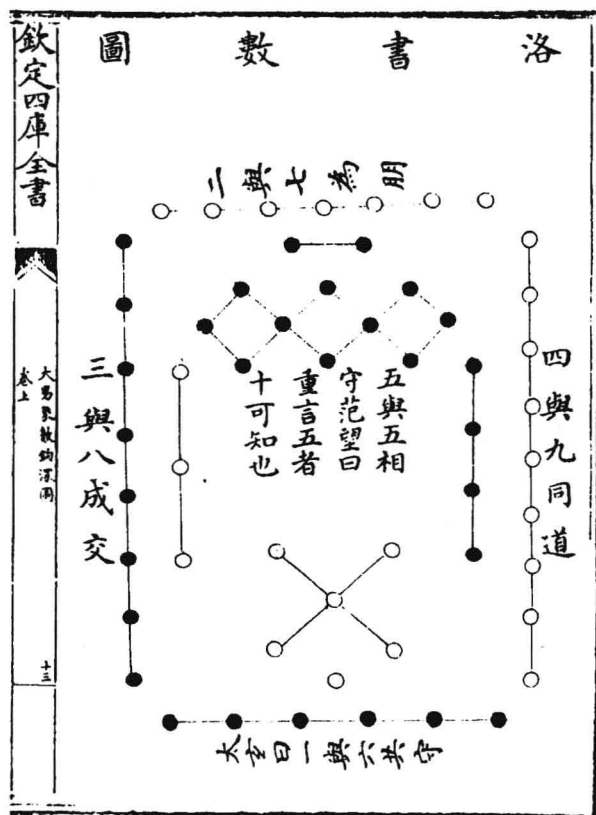 洛書數圖
二與七為朋
四與九同道
五與五相
守范望曰
重言五者
十可知也
三與八成交
太玄曰一與六共守
欽定四庫全書
大易象數鈎深圖
卷上
十三